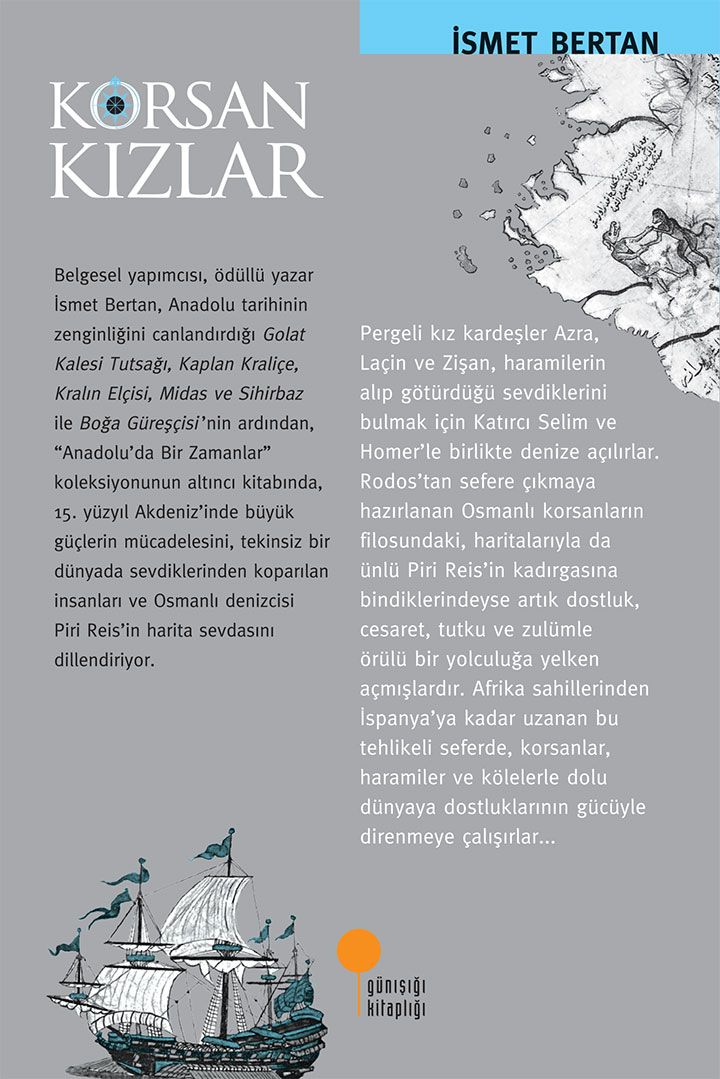 İSMET BERTAN
KORSAN
KIZLAR
Belgesel yapımcısı, ödüllü yazar
İsmet Bertan, Anadolu tarihinin
zenginliğini canlandırdığı Golat
Kalesi Tutsağı, Kaplan Kraliçe,
Kralın Elçisi, Midas ve Sihirbaz
ile Boğa Güreşçisi’nin ardından,
“Anadolu’da Bir Zamanlar”
koleksiyonunun altıncı kitabında,
15. yüzyıl Akdeniz’inde büyük
güçlerin mücadelesini, tekinsiz bir
dünyada sevdiklerinden koparılan
insanları ve Osmanlı denizcisi
Piri Reis’in harita sevdasını
dillendiriyor.
Pergeli kız kardeşler Azra,
Laçin ve Zişan, haramilerin
alıp götürdüğü sevdiklerini
bulmak için Katırcı Selim ve
Homer’le birlikte denize açılırlar.
Rodos’tan sefere çıkmaya
hazırlanan Osmanlı korsanların
filosundaki, haritalarıyla da
ünlü Piri Reis’in kadırgasına
bindiklerindeyse artık dostluk,
cesaret, tutku ve zulümle
örülü bir yolculuğa yelken
açmışlardır. Afrika sahillerinden
İspanya’ya kadar uzanan bu
tehlikeli seferde, korsanlar,
haramiler ve kölelerle dolu
dünyaya dostluklarının gücüyle
direnmeye çalışırlar...
günışığı
kitaplığı